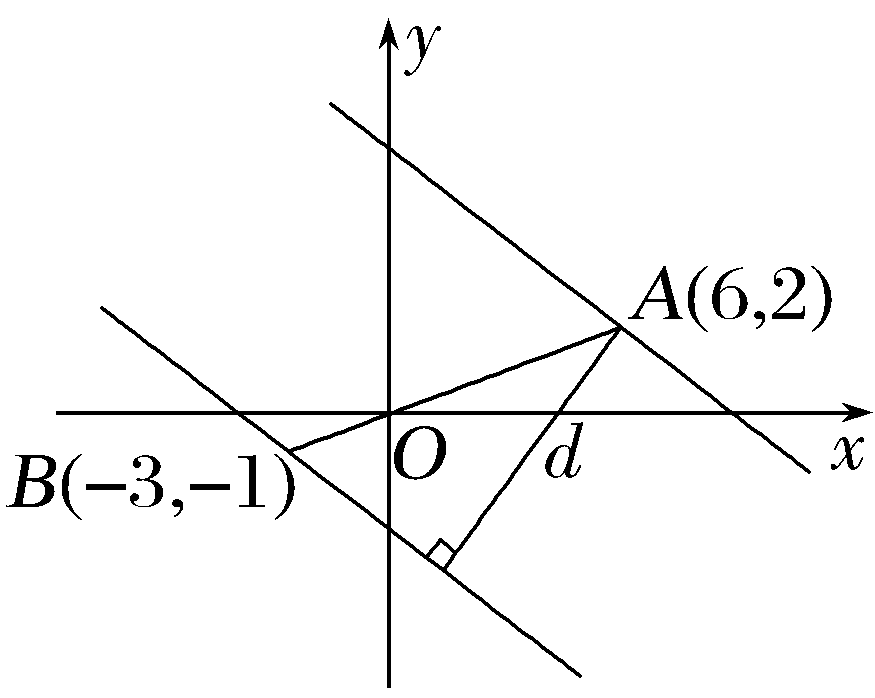 y
A(6,2)
O
d
x
B(−3,−1)